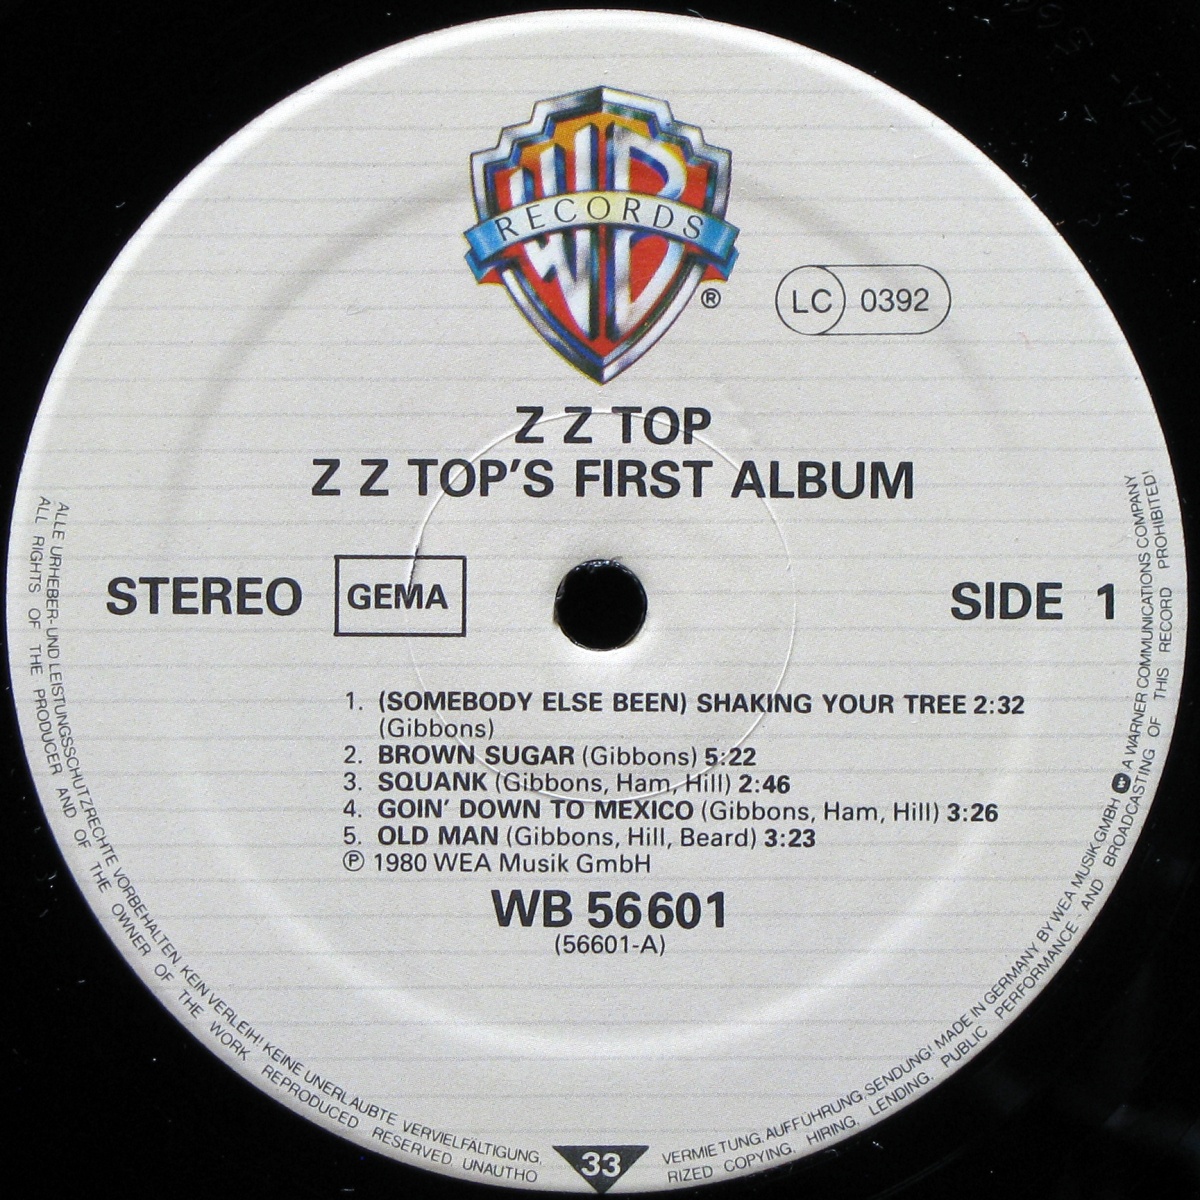 WB
RECORDS
®
LC 0392
Z Z TOP
Z Z TOP'S FIRST ALBUM
STEREO GEMA SIDE 1
1. (SOMEBODY ELSE BEEN) SHAKING YOUR TREE 2:32
(Gibbons)
2. BROWN SUGAR (Gibbons) 5:22
3. SQUANK (Gibbons, Ham, Hill) 2:46
4. GOIN' DOWN TO MEXICO (Gibbons, Ham, Hill) 3:26
5. OLD MAN (Gibbons, Hill, Beard) 3:23
℗ 1980 WEA Musik GmbH
WB 56601
(56601-A)
ALLE URHEBER- UND LEISTUNGSSCHUTZRECHTE VORBEHALTEN KEIN VERLEIH! KEINE UNERLAUBTE VERVIELFÄLTIGUNG, VERMIETUNG, AUFFÜHRUNG, SENDUNG! MADE IN GERMANY BY WEA MUSIK GMBH A WARNER COMMUNICATIONS COMPANY
ALL RIGHTS OF THE PRODUCER AND OF THE OWNER OF THE WORK REPRODUCED RESERVED. UNAUTHORIZED COPYING, HIRING, LENDING, PUBLIC PERFORMANCE- AND BROADCASTING OF THIS RECORD PROHIBITED!
33